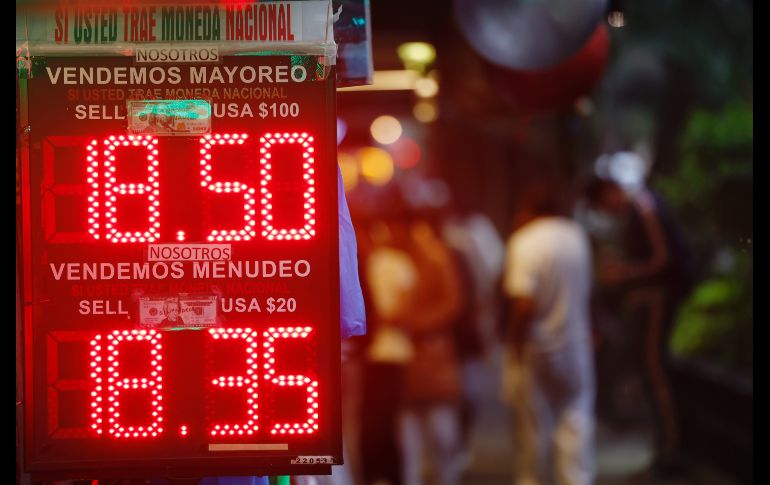 SI USTED TRAE MONEDA NACIONAL
NOSOTROS
VENDEMOS MAYOREO
SI USTED TRAE MONEDA NACIONAL
SELL USA $100
18.50
NOSOTROS
VENDEMOS MENUDEO
SI USTED TRAE MONEDA NACIONAL
SELL USA $20
18.35